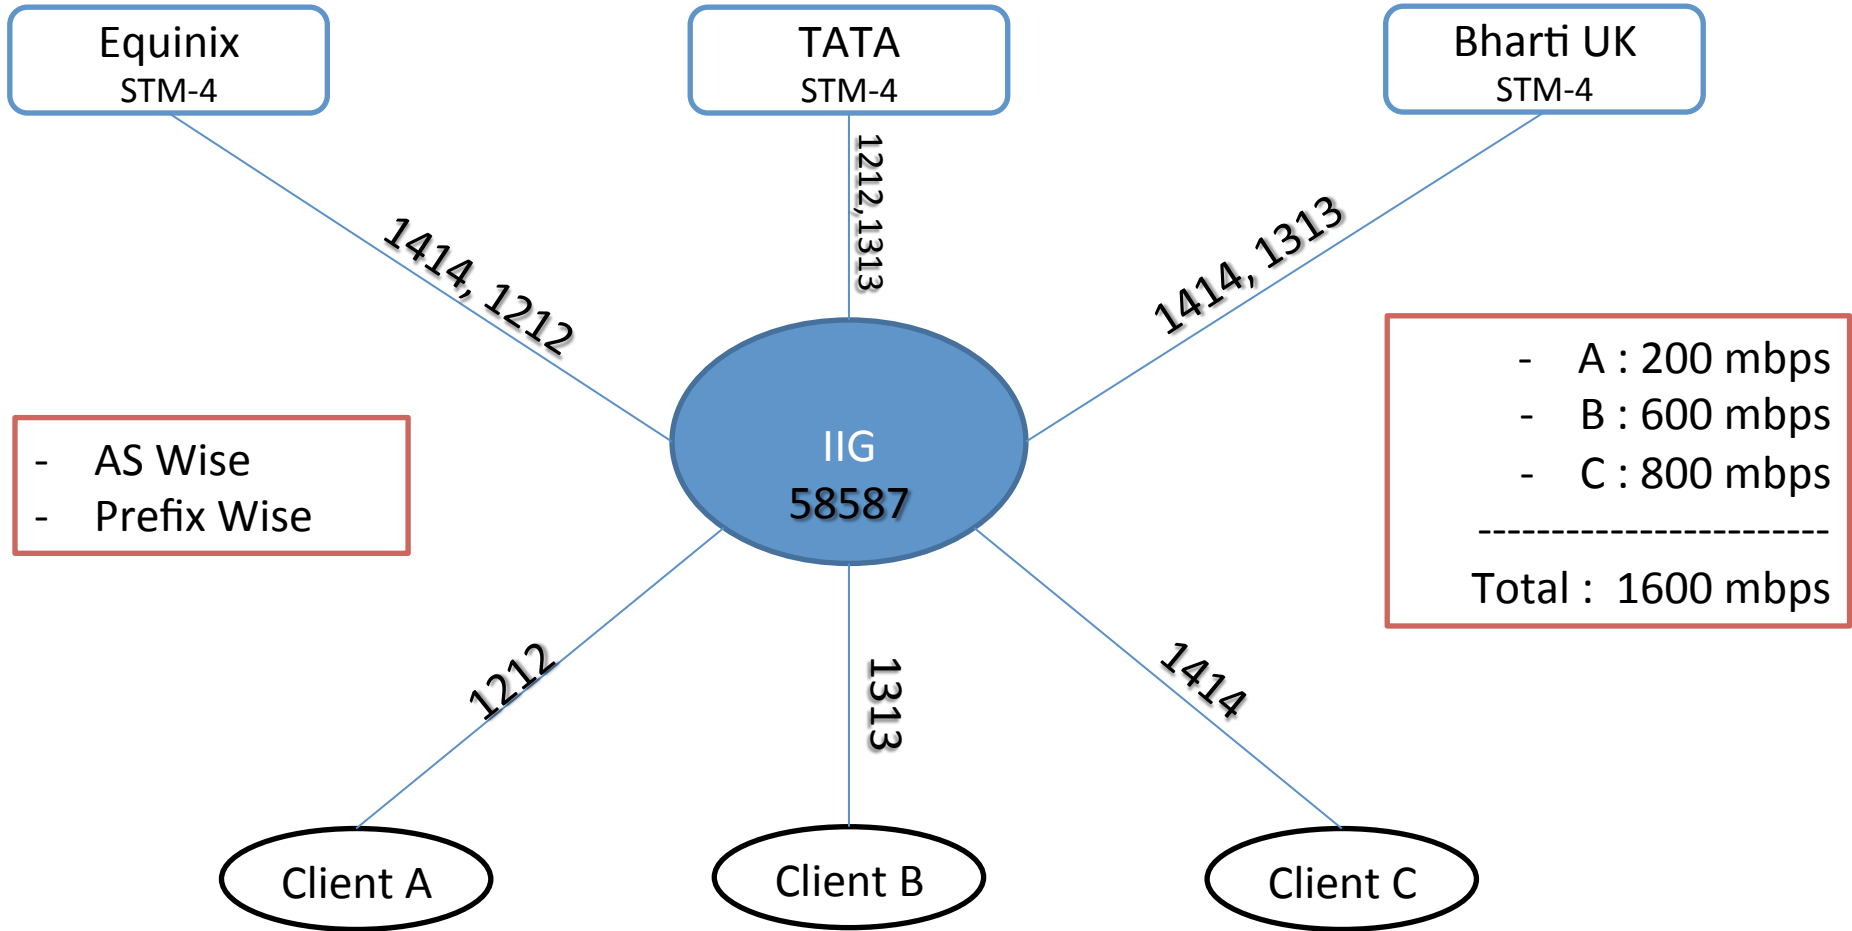 Equinix
STM-4
TATA
STM-4
Bharti UK
STM-4
1414, 1212
1212,1313
1414, 1313
- AS Wise
- Prefix Wise
IIG
58587
- A : 200 mbps
- B : 600 mbps
- C : 800 mbps
------------------------
Total : 1600 mbps
1212
1313
1414
Client A
Client B
Client C